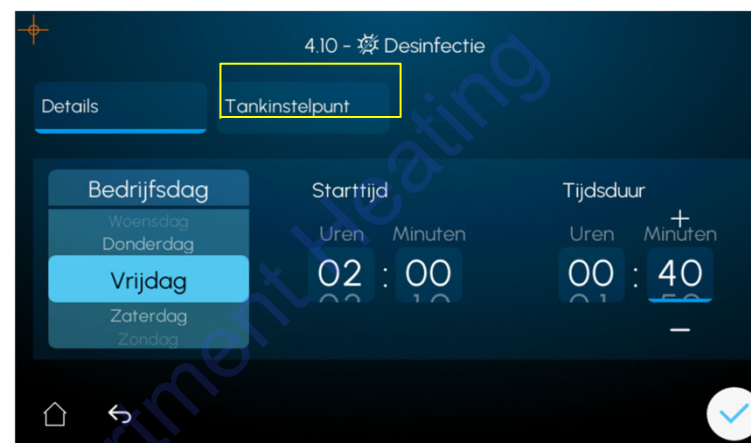 4.10 - Desinfectie
Details
Tankinstelpunt
Bedrijfsdag
Woensdag
Donderdag
Vrijdag
Zaterdag
Zondag
Starttijd
Uren Minuten
02 : 00
Tijdsduur
+
Uren Minuten
00 : 40
−
Heating